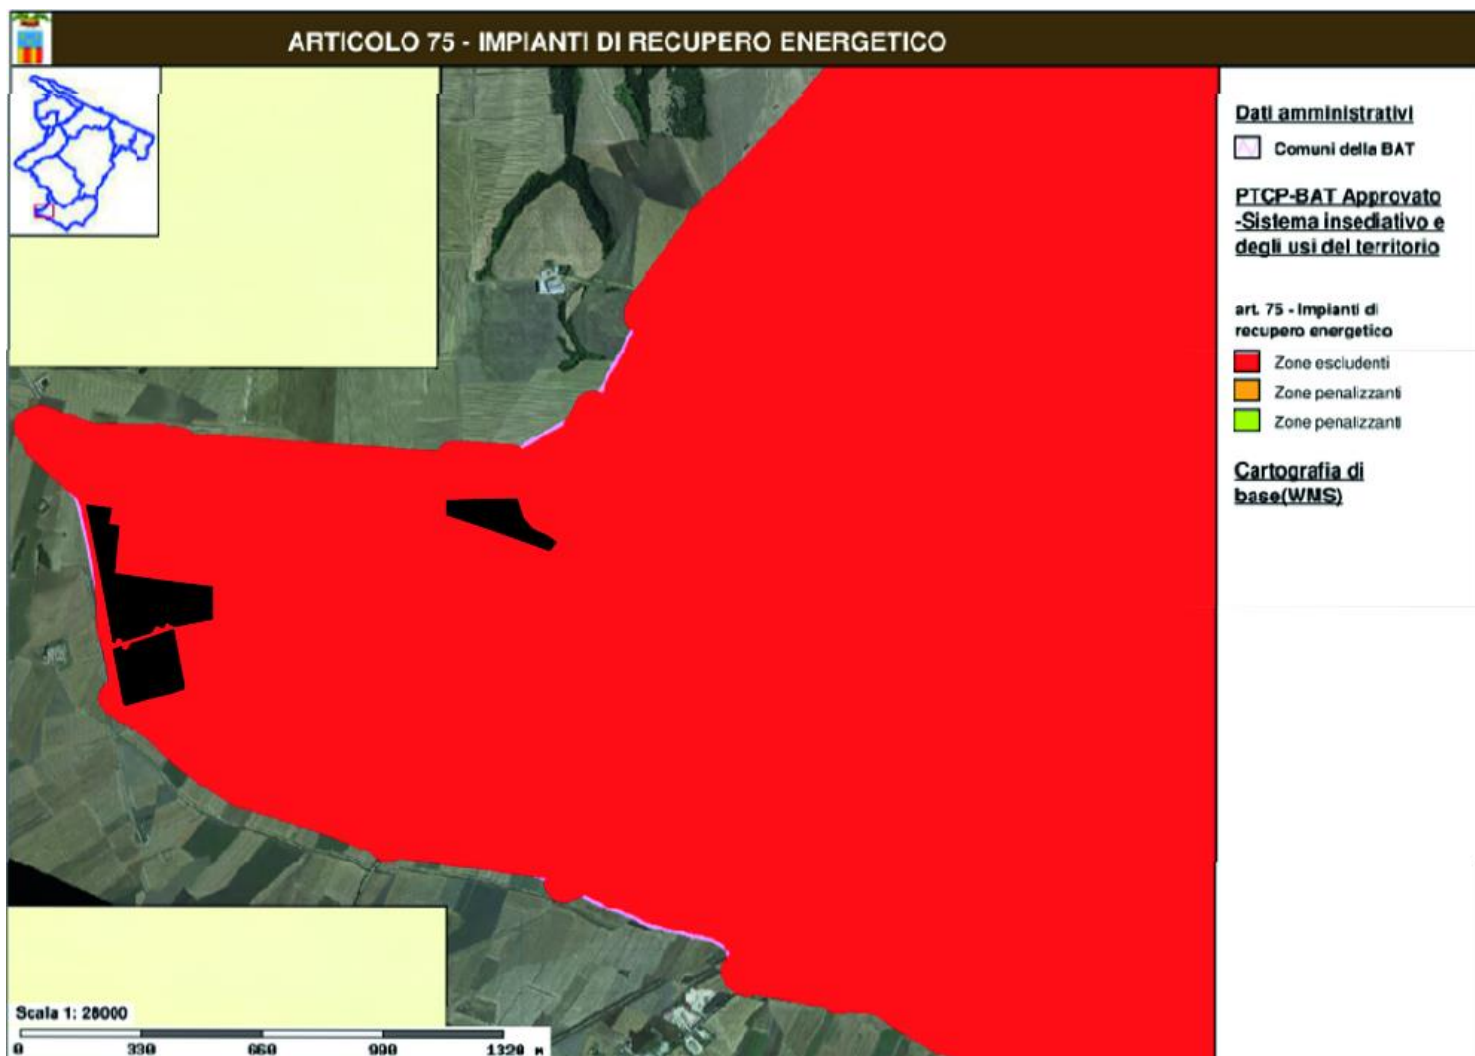 ARTICOLO 75 - IMPIANTI DI RECUPERO ENERGETICO
Dati amministrativi
Comuni della BAT
PTCP-BAT Approvato
-Sistema insediativo e
degli usi del territorio
art. 75 - Impianti di
recupero energetico
Zone escludenti
Zone penalizzanti
Zone penalizzanti
Cartografia di
base(WMS)
Scala 1: 28000
0 330 660 990 1320 M